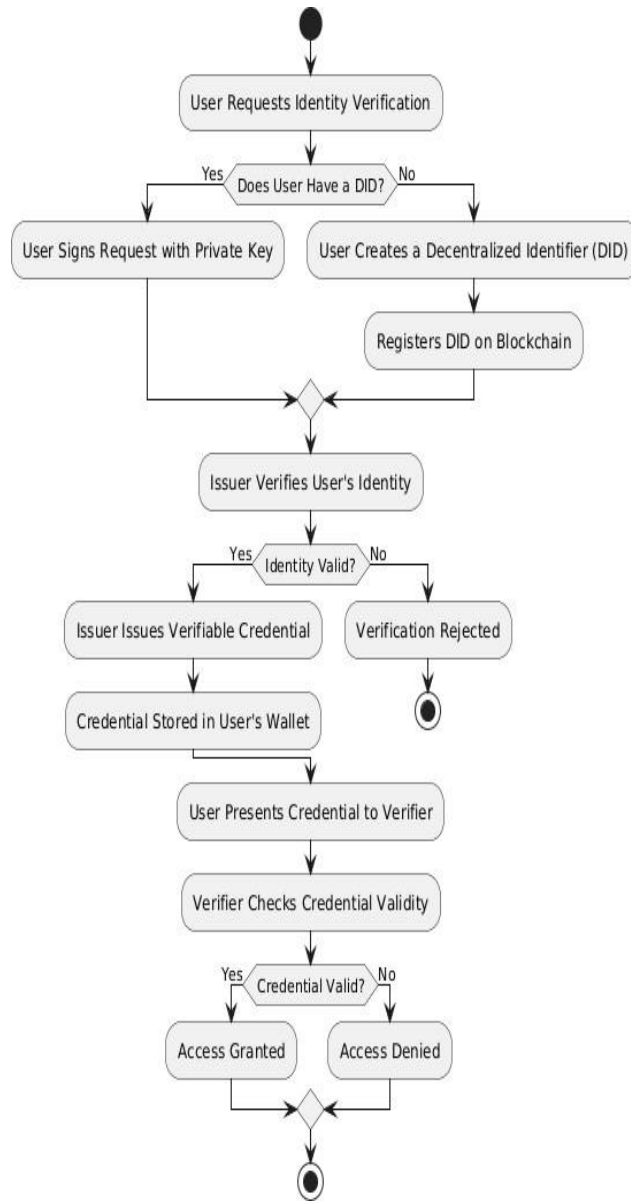 User Requests Identity Verification
Yes
Does User Have a DID?
No
User Signs Request with Private Key
User Creates a Decentralized Identifier (DID)
Registers DID on Blockchain
Issuer Verifies User's Identity
Yes
Identity Valid?
No
Issuer Issues Verifiable Credential
Verification Rejected
Credential Stored in User's Wallet
User Presents Credential to Verifier
Verifier Checks Credential Validity
Yes
Credential Valid?
No
Access Granted
Access Denied